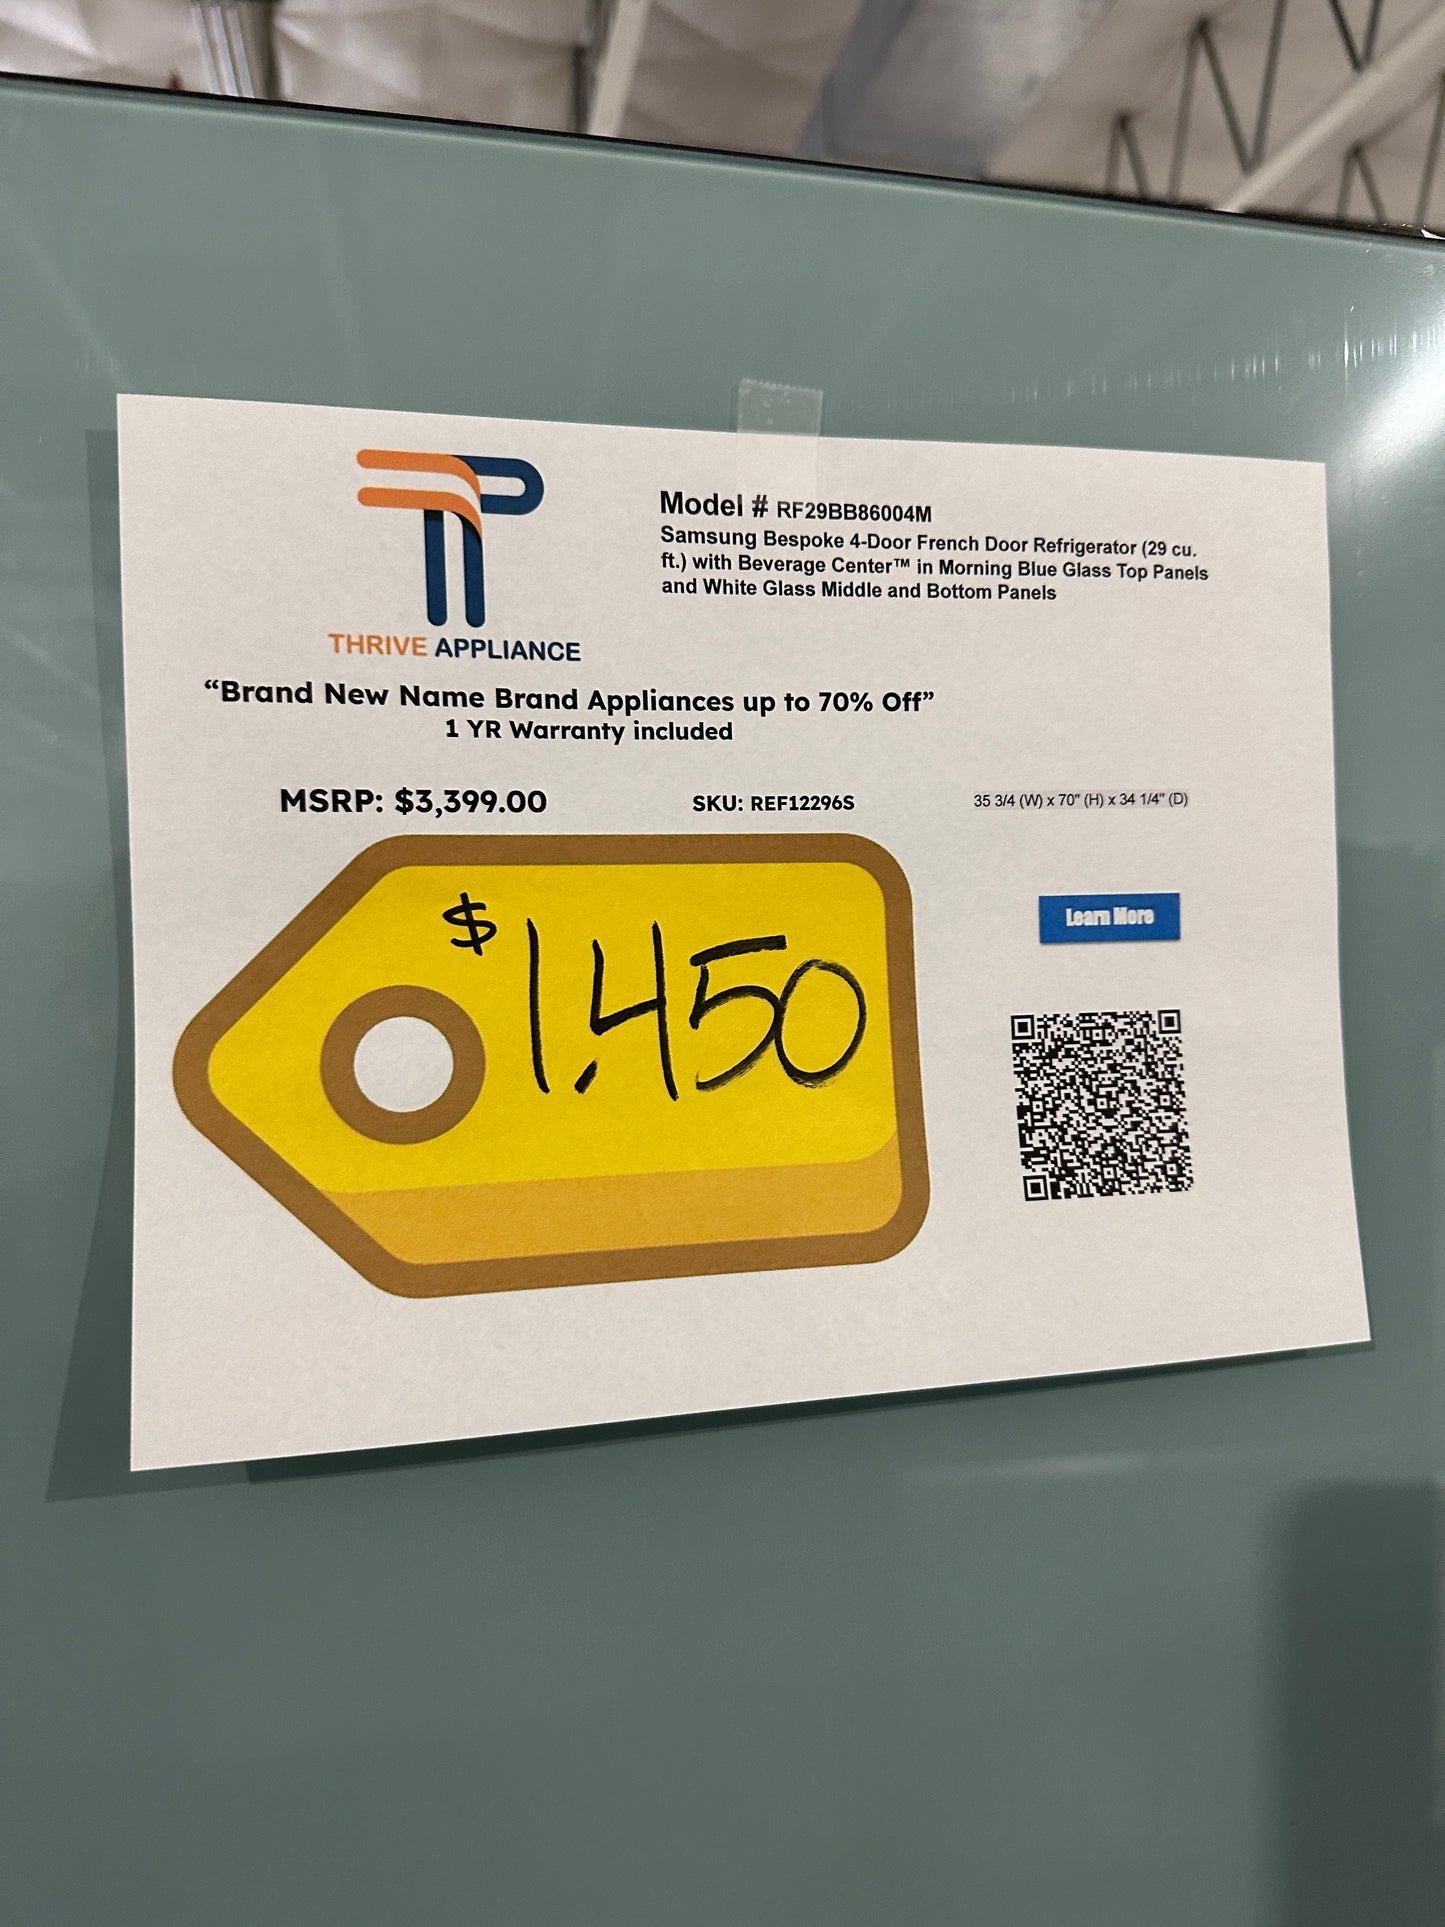 THRIVE APPLIANCE
Model # RF29BB86004M
Samsung Bespoke 4-Door French Door Refrigerator (29 cu.
ft.) with Beverage Center™ in Morning Blue Glass Top Panels
and White Glass Middle and Bottom Panels
“Brand New Name Brand Appliances up to 70% Off”
1 YR Warranty included
MSRP: $3,399.00
SKU: REF12296S
35 3/4 (W) x 70" (H) x 34 1/4" (D)
$1,450
Learn More